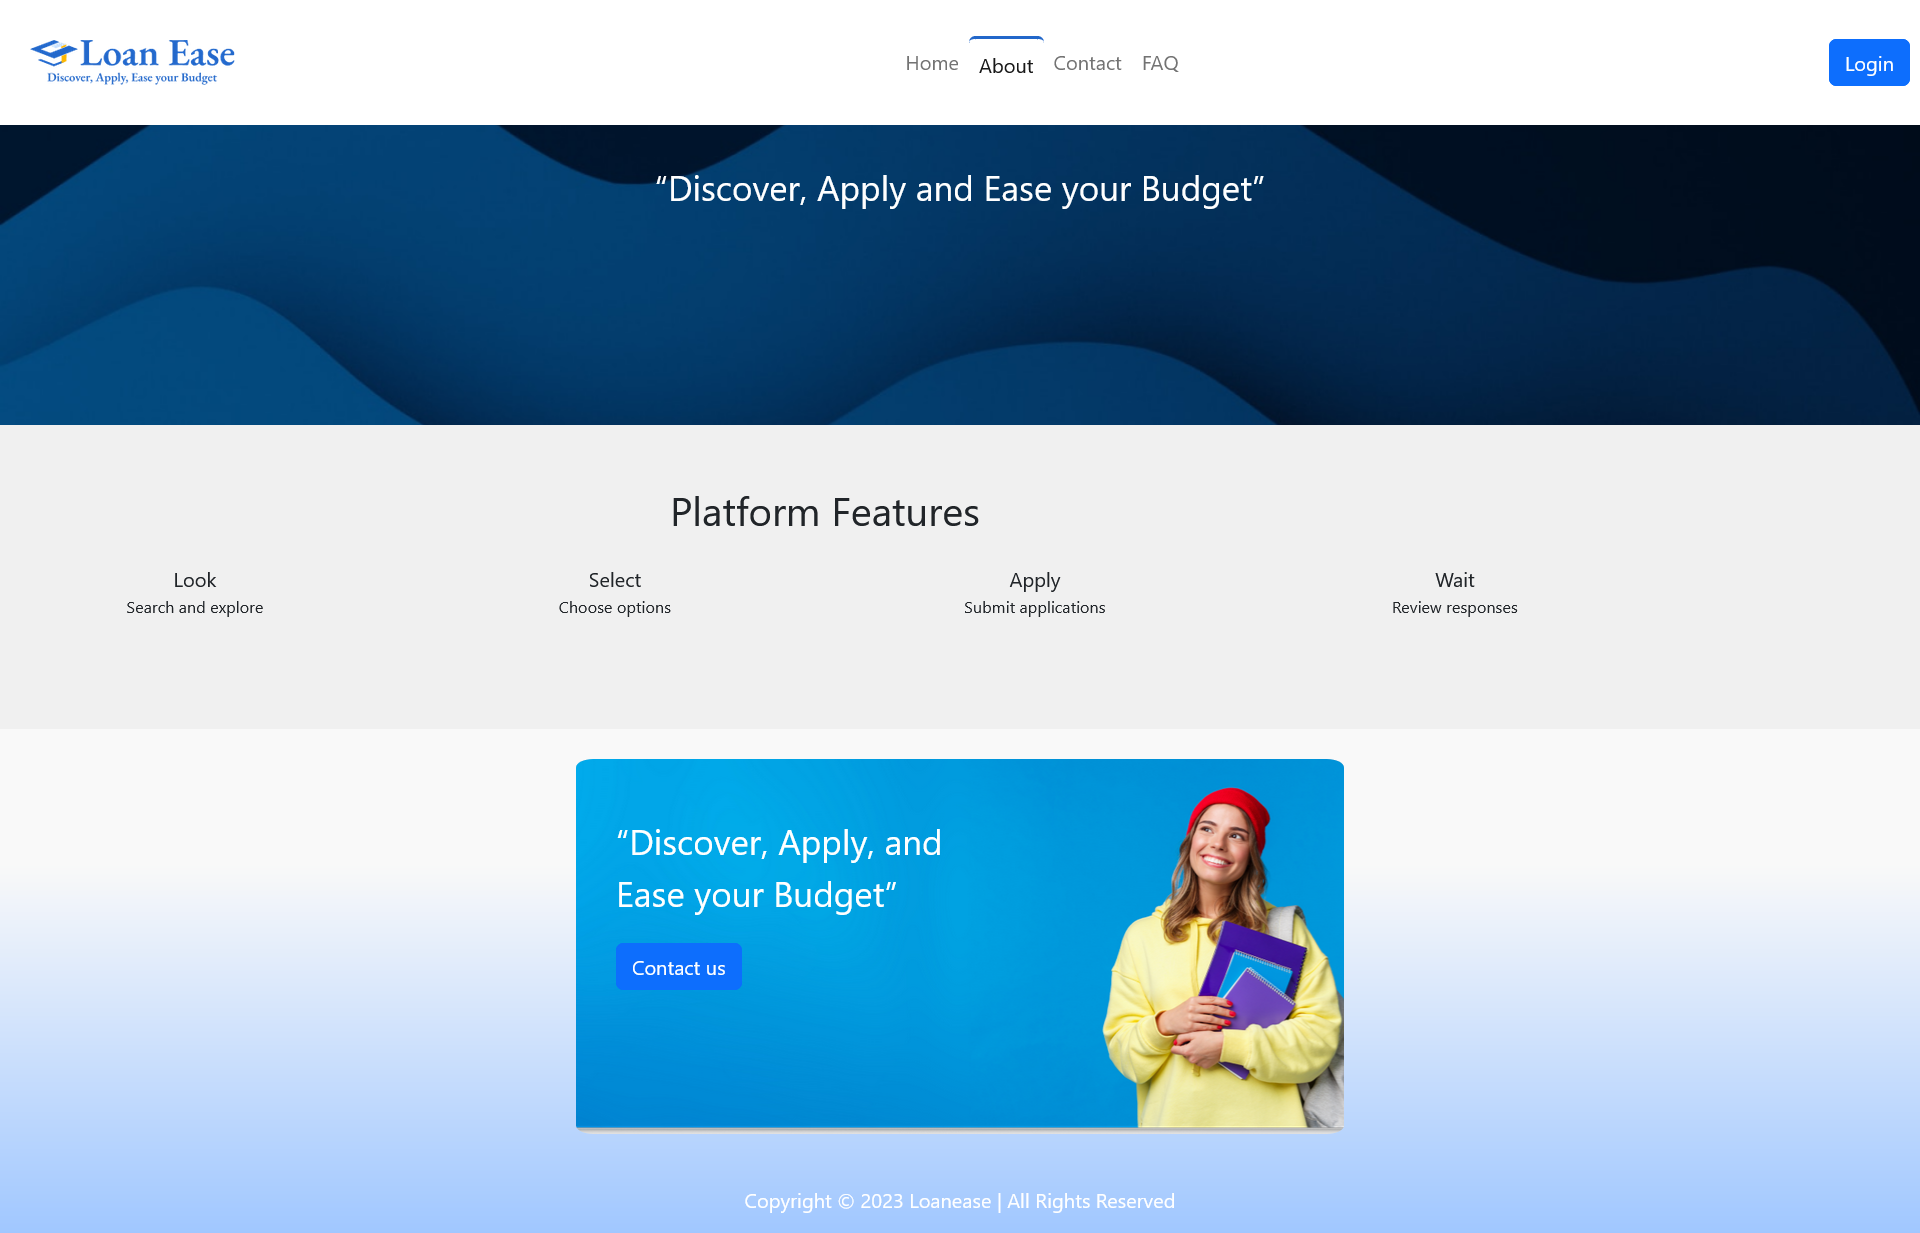 Loan Ease
Discover, Apply, Ease your Budget
Home
About
Contact
FAQ
Login
“Discover, Apply and Ease your Budget”
Platform Features
Look
Search and explore
Select
Choose options
Apply
Submit applications
Wait
Review responses
“Discover, Apply, and
Ease your Budget”
Contact us
Copyright © 2023 Loanease | All Rights Reserved